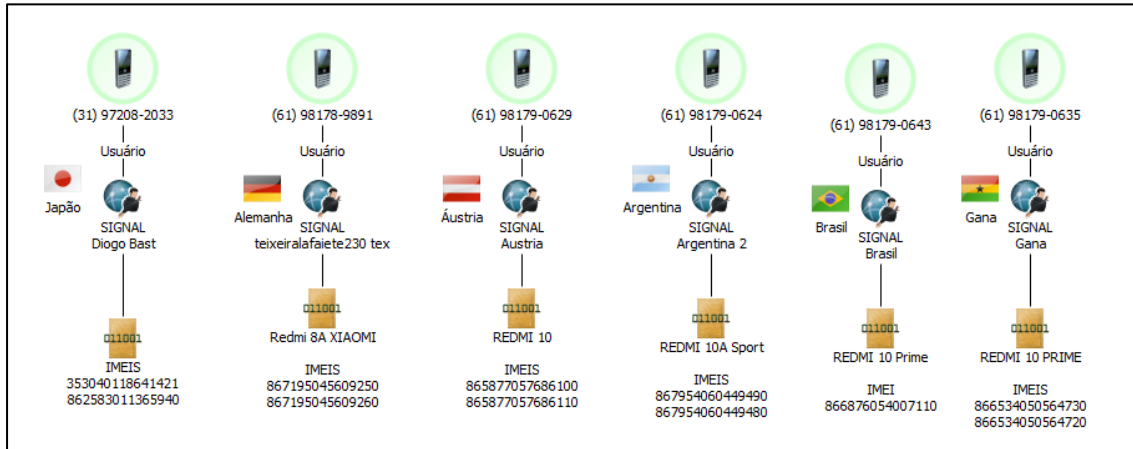 (31) 97208-2033
Usuário
Japão
SIGNAL
Diogo Bast
011001
IMEIS
353040118641421
862583011365940
(61) 98178-9891
Usuário
Alemanha
SIGNAL
teixeiralafaiete230 tex
011001
Redmi 8A XIAOMI
IMEIS
867195045609250
867195045609260
(61) 98179-0629
Usuário
Áustria
SIGNAL
Austria
011001
REDMI 10
IMEIS
865877057686100
865877057686110
(61) 98179-0624
Usuário
Argentina
SIGNAL
Argentina 2
011001
REDMI 10A Sport
IMEIS
867954060449490
867954060449480
(61) 98179-0643
Usuário
Brasil
SIGNAL
Brasil
011001
REDMI 10 Prime
IMEI
866876054007110
(61) 98179-0635
Usuário
Gana
SIGNAL
Gana
011001
REDMI 10 PRIME
IMEIS
866534050564730
866534050564720